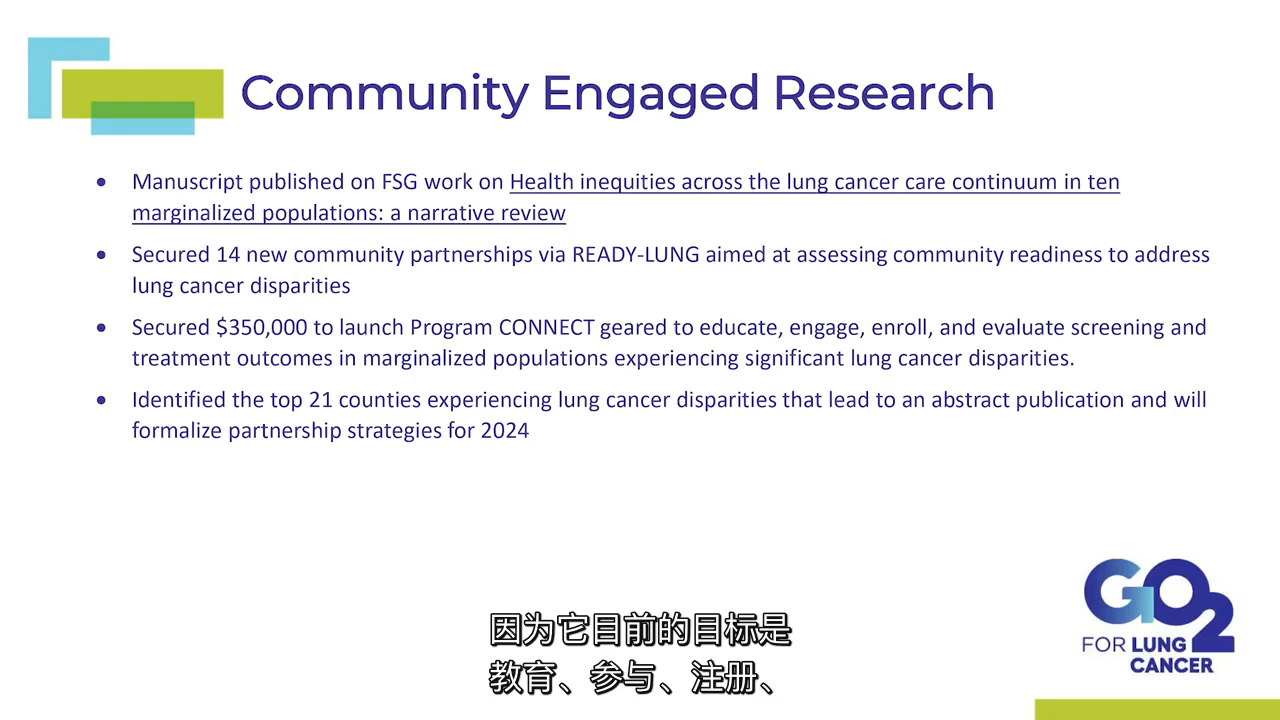 Community Engaged Research
• Manuscript published on FSG work on Health inequities across the lung cancer care continuum in ten
marginalized populations: a narrative review
• Secured 14 new community partnerships via READY-LUNG aimed at assessing community readiness to address
lung cancer disparities
• Secured $350,000 to launch Program CONNECT geared to educate, engage, enroll, and evaluate screening and
treatment outcomes in marginalized populations experiencing significant lung cancer disparities.
• Identified the top 21 counties experiencing lung cancer disparities that lead to an abstract publication and will
formalize partnership strategies for 2024
GO2
FOR LUNG
CANCER
因为它目前的目标是
教育、参与、注册、